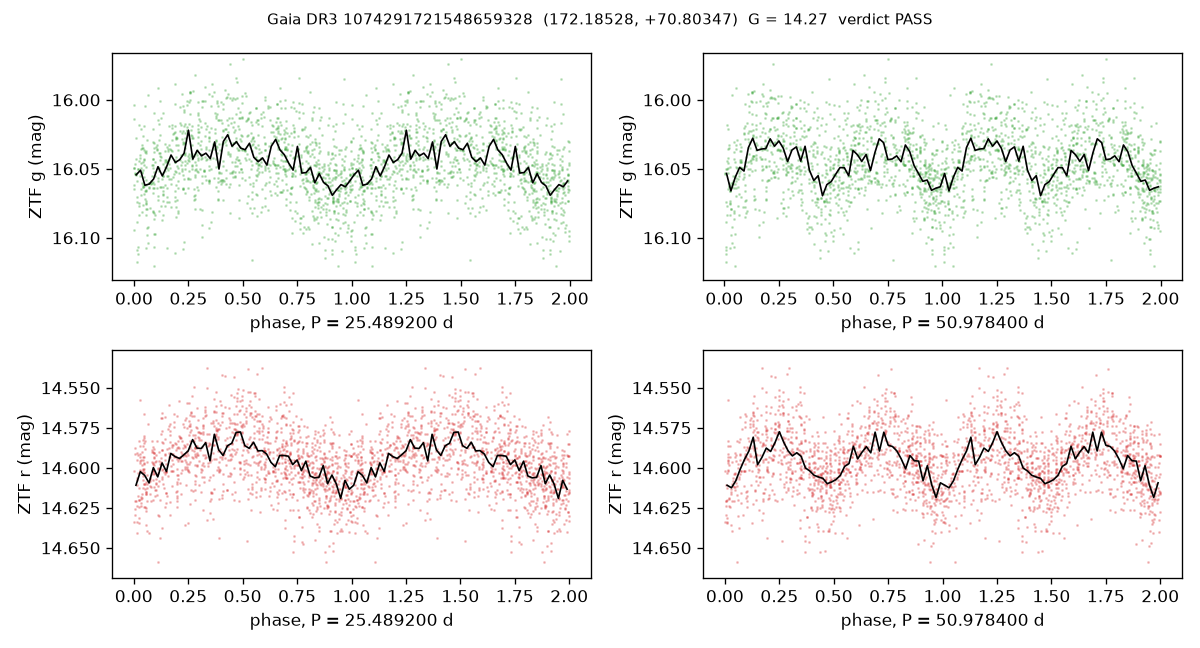 Gaia DR3 1074291721548659328 (172.18528, +70.80347) G = 14.27 verdict PASS
ZTF g (mag)
16.00
16.05
16.10
0.00 0.25 0.50 0.75 1.00 1.25 1.50 1.75 2.00
phase, P = 25.489200 d
ZTF g (mag)
16.00
16.05
16.10
0.00 0.25 0.50 0.75 1.00 1.25 1.50 1.75 2.00
phase, P = 50.978400 d
ZTF r (mag)
14.550
14.575
14.600
14.625
14.650
0.00 0.25 0.50 0.75 1.00 1.25 1.50 1.75 2.00
phase, P = 25.489200 d
ZTF r (mag)
14.550
14.575
14.600
14.625
14.650
0.00 0.25 0.50 0.75 1.00 1.25 1.50 1.75 2.00
phase, P = 50.978400 d